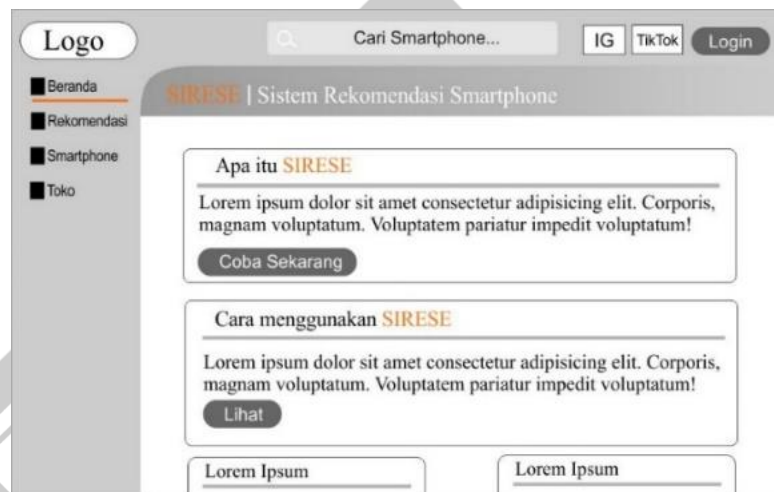 Logo
Cari Smartphone...
IG
TikTok
Login
Beranda
Rekomendasi
Smartphone
Toko
SIRESE | Sistem Rekomendasi Smartphone
Apa itu SIRESE
Lorem ipsum dolor sit amet consectetur adipisicing elit. Corporis,
magnam voluptatum. Voluptatem pariatur impedit voluptatum!
Coba Sekarang
Cara menggunakan SIRESE
Lorem ipsum dolor sit amet consectetur adipisicing elit. Corporis,
magnam voluptatum. Voluptatem pariatur impedit voluptatum!
Lihat
Lorem Ipsum
Lorem Ipsum